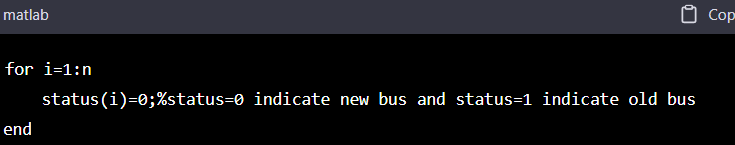 matlab
Cop
for i=1:n
    status(i)=0;%status=0 indicate new bus and status=1 indicate old bus
end